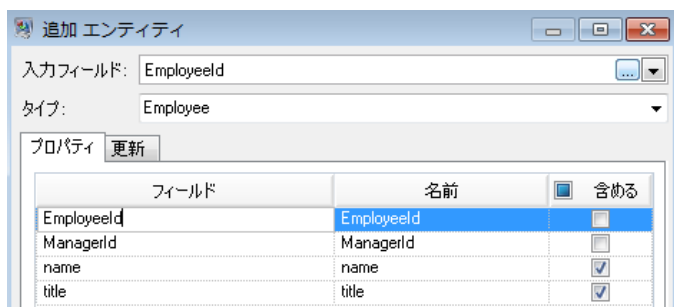 追加 エンティティ
入力フィールド: EmployeeId ...
タイプ: Employee
プロパティ 更新
フィールド 名前 含める
EmployeeId EmployeeId
ManagerId ManagerId
name name
title title